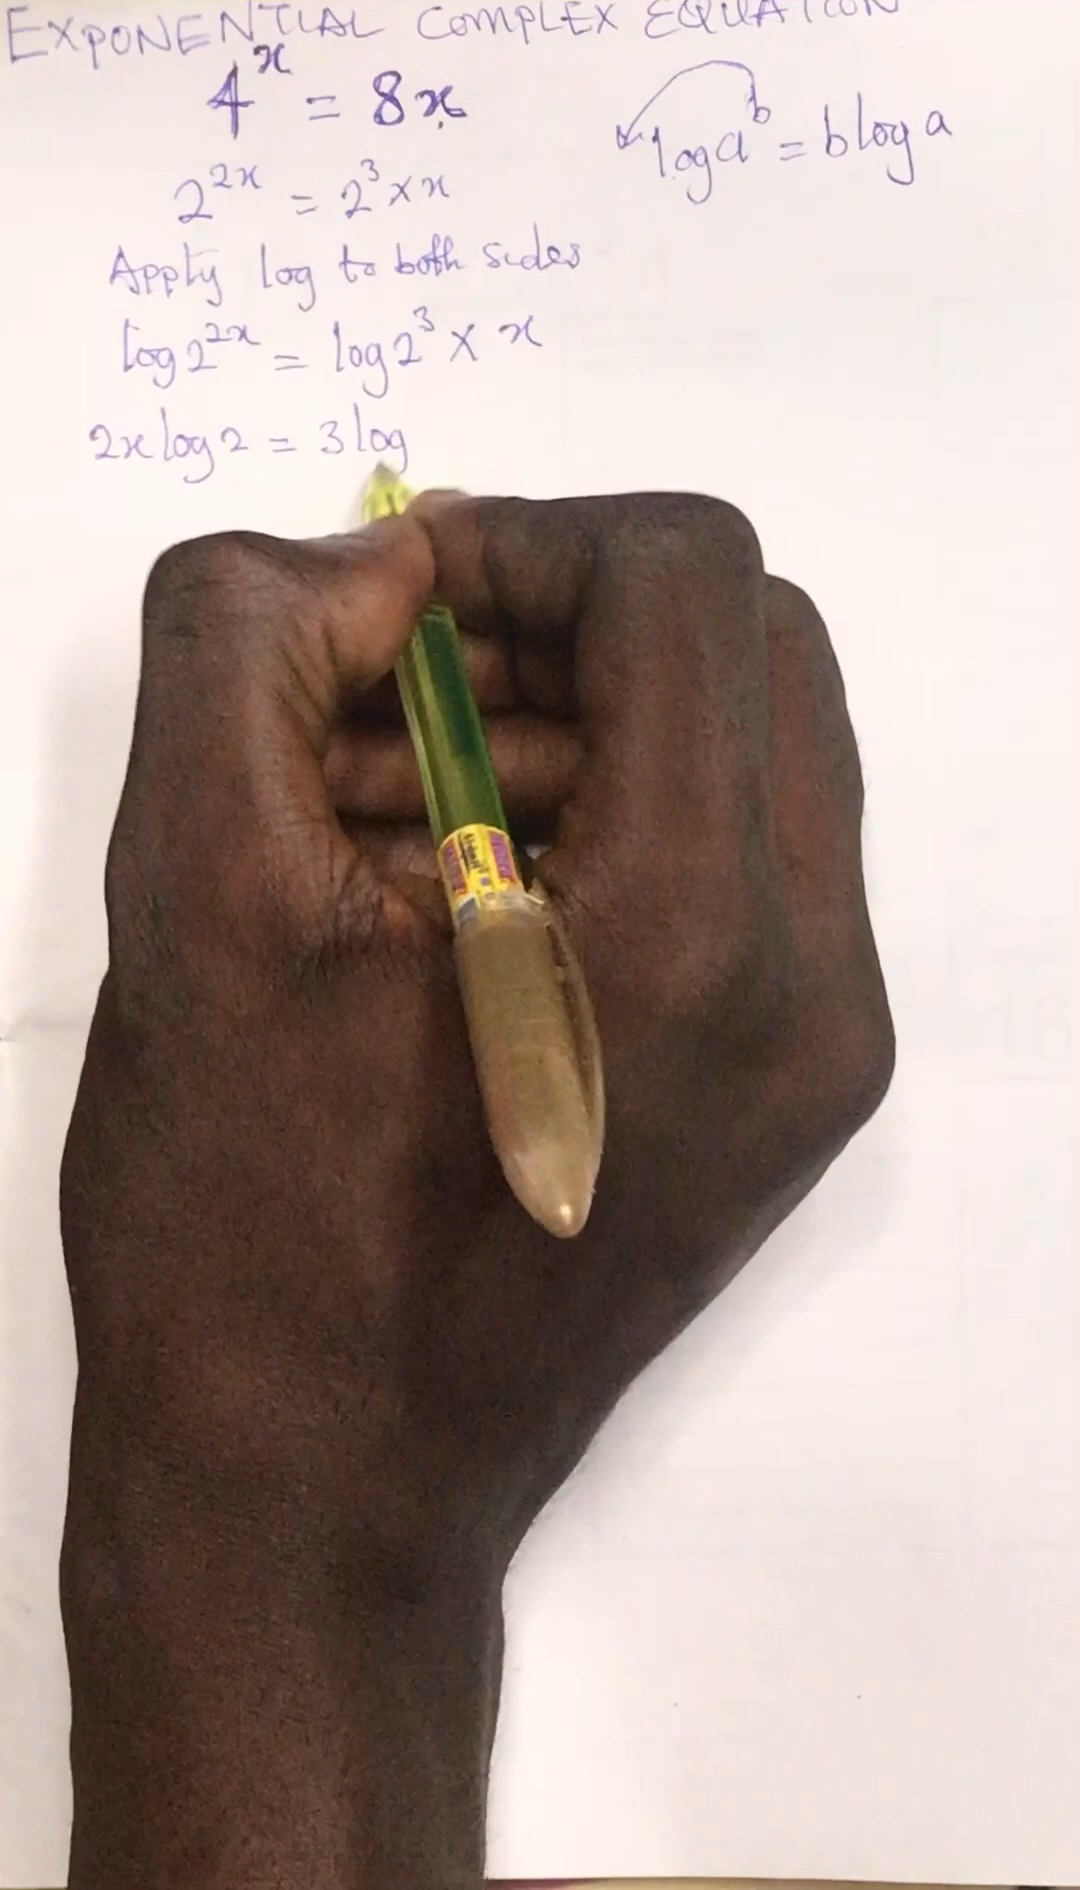 EXPONENTIAL COMPLEX EQUATION
4^x = 8x
log a^b = b log a
2^2x = 2^3 × x
Apply log to both sides
log 2^2x = log 2^3 × x
2x log 2 = 3 log